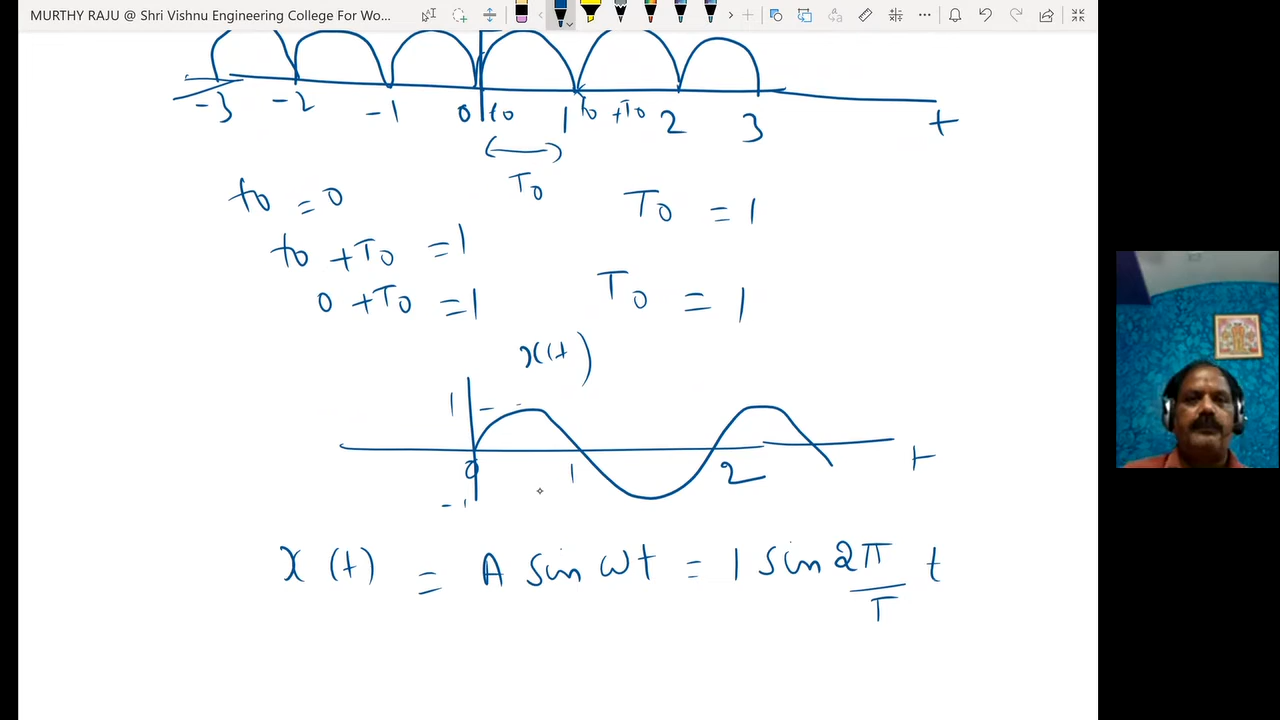 MURTHY RAJU @ Shri Vishnu Engineering College For Wo...
-3 -2 -1 0 t0 1 t0 +T0 2 3 t
T0
t0 = 0
T0 = 1
t0 + T0 = 1
0 + T0 = 1
T0 = 1
x(t)
1
0 1 2 t
-1
x(t) = A sin ωt = 1 sin 2π/T t